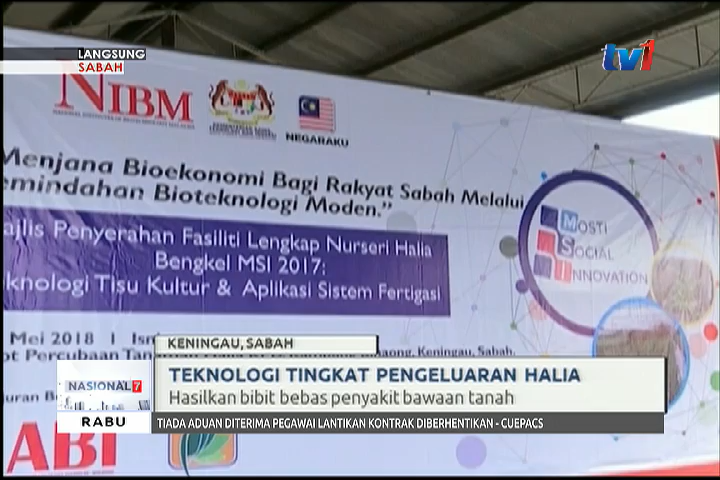 LANGSUNG
SABAH
tv1
NIBM
NEGARAKU
Menjana Bioekonomi Bagi Rakyat Sabah Melalui
emindahan Bioteknologi Moden."
ajlis Penyerahan Fasiliti Lengkap Nurseri Halia
Bengkel MSI 2017:
knologi Tisu Kultur & Aplikasi Sistem Fertigasi
MOSTI
SOCIAL
INNOVATION
Mei 2018 |
ot Percubaan
Keningau, Sabah.
KENINGAU, SABAH
TEKNOLOGI TINGKAT PENGELUARAN HALIA
Hasilkan bibit bebas penyakit bawaan tanah
NASIONAL 7
RABU
TIADA ADUAN DITERIMA PEGAWAI LANTIKAN KONTRAK DIBERHENTIKAN - CUEPACS
ABI